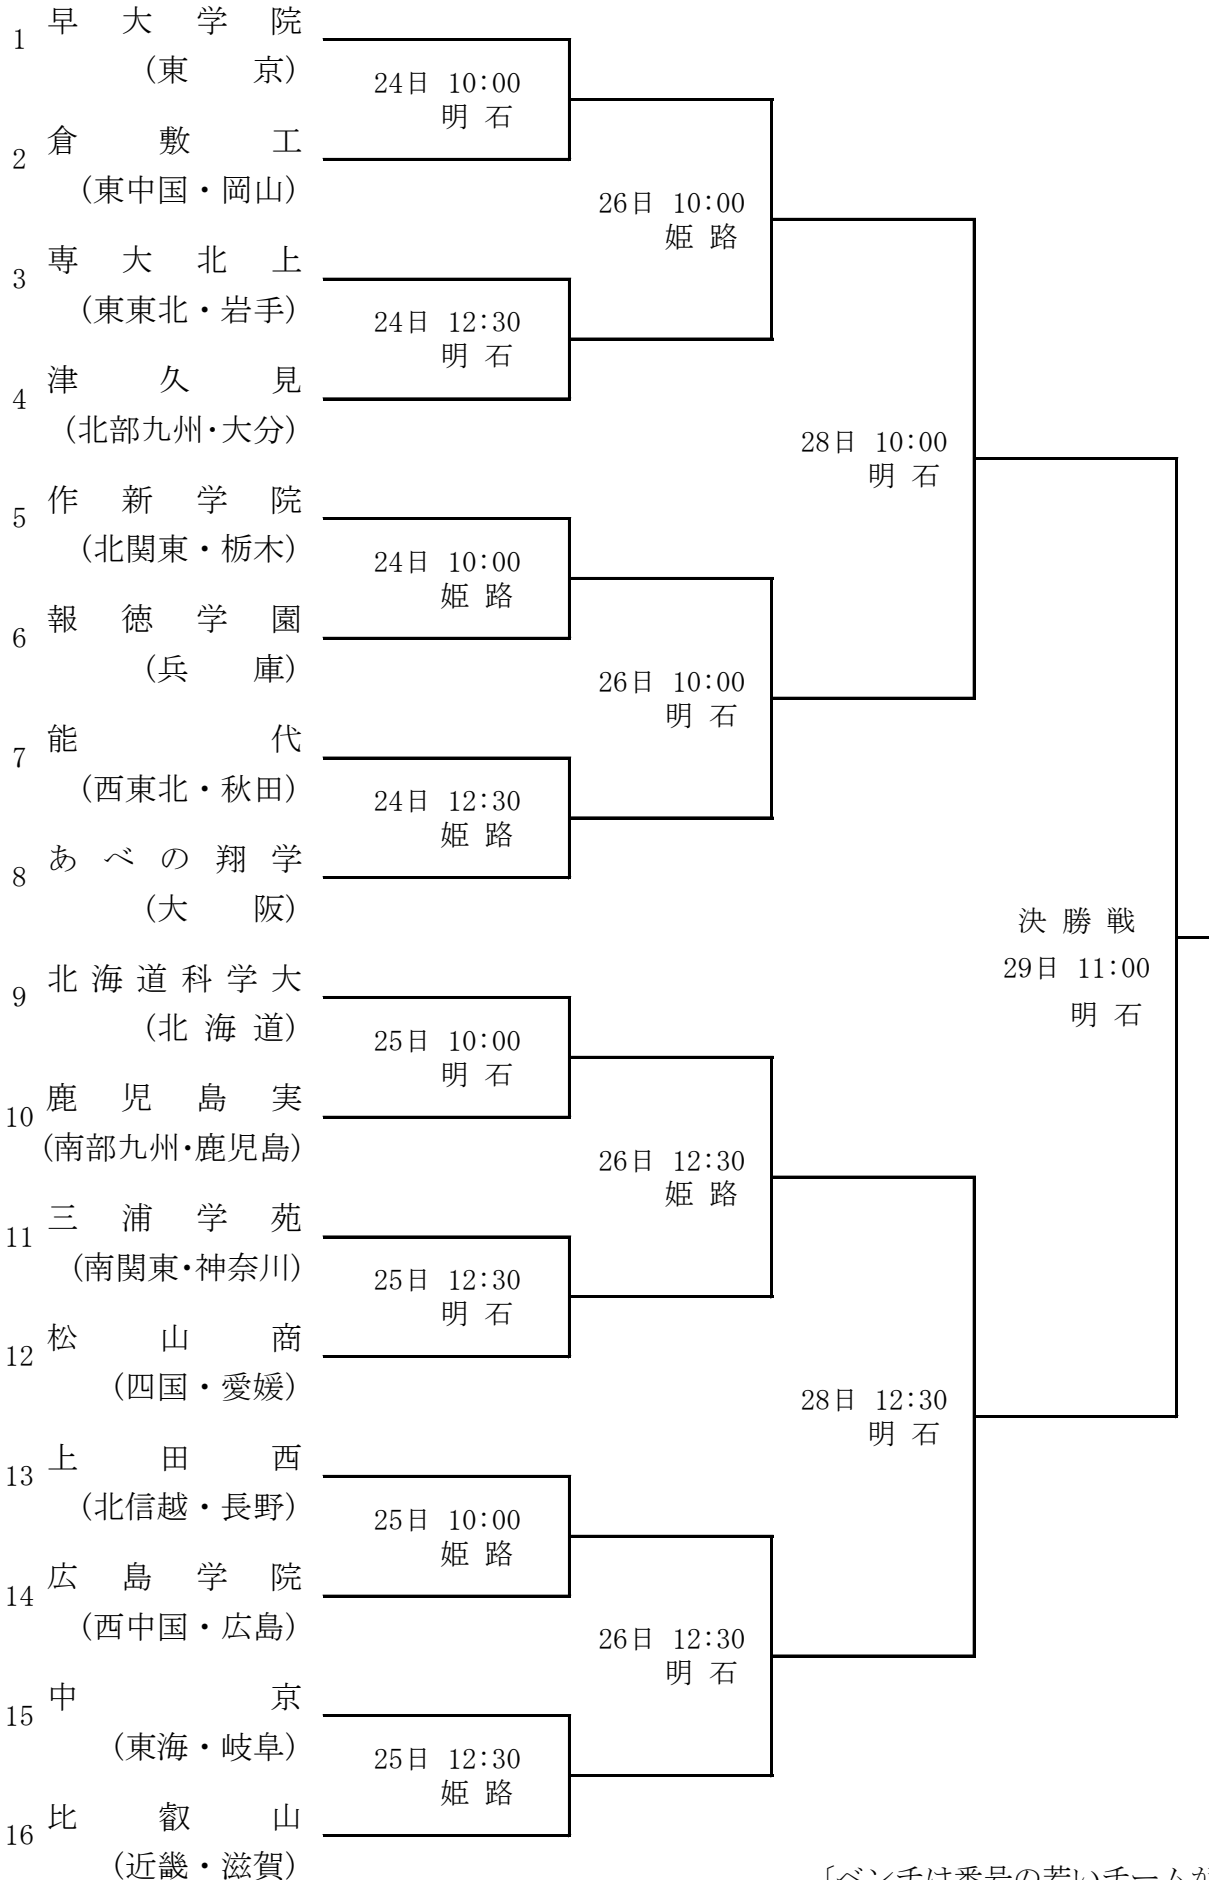 1 早大学院
(東 京)
24日 10:00
明石
2 倉敷工
(東中国・岡山)
26日 10:00
姫路
3 専大北上
(東東北・岩手)
24日 12:30
明石
4 津久見
(北部九州・大分)
28日 10:00
明石
5 作新学院
(北関東・栃木)
24日 10:00
姫路
6 報徳学園
(兵 庫)
26日 10:00
明石
7 能代
(西東北・秋田)
24日 12:30
姫路
8 あべの翔学
(大 阪)
決勝戦
29日 11:00
明石
9 北海道科学大
(北 海 道)
25日 10:00
明石
10 鹿児島実
(南部九州・鹿児島)
26日 12:30
姫路
11 三浦学苑
(南関東・神奈川)
25日 12:30
明石
12 松山商
(四国・愛媛)
28日 12:30
明石
13 上田西
(北信越・長野)
25日 10:00
姫路
14 広島学院
(西中国・広島)
26日 12:30
明石
15 中京
(東海・岐阜)
25日 12:30
姫路
16 比叡山
(近畿・滋賀)
〔ベンチは番号の若いチームが